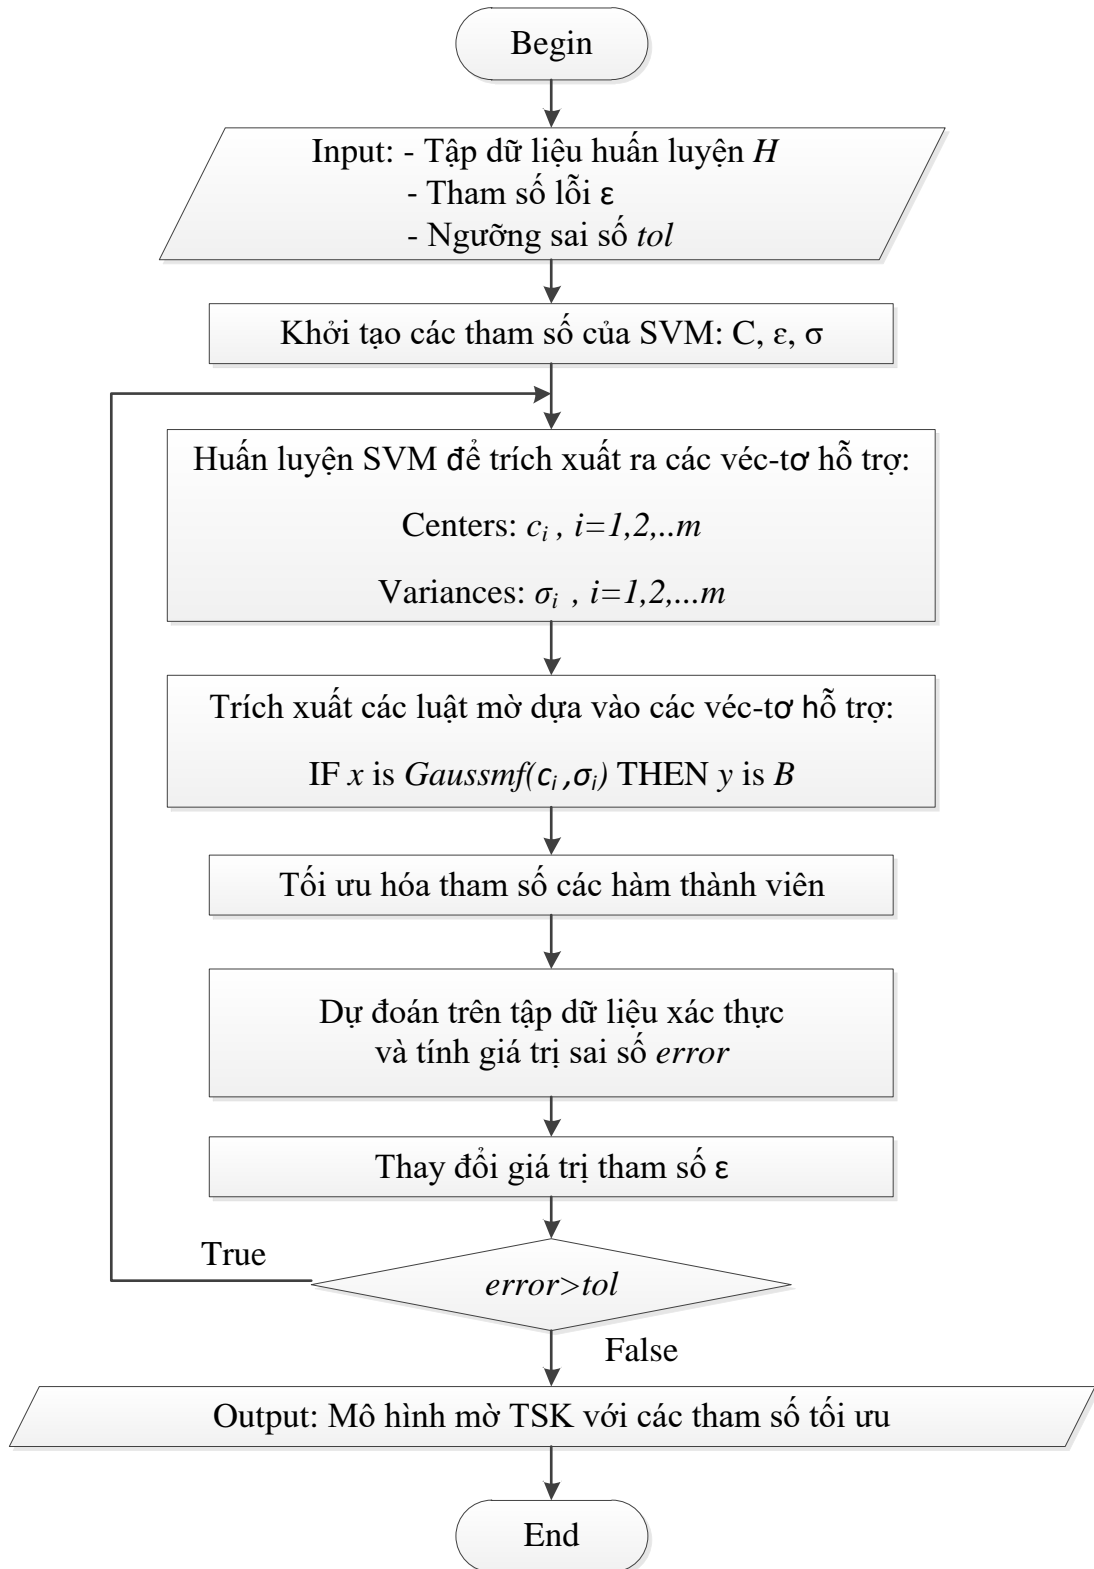 Begin
Input: - Tập dữ liệu huấn luyện H
- Tham số lỗi ε
- Ngưỡng sai số tol
Khởi tạo các tham số của SVM: C, ε, σ
Huấn luyện SVM để trích xuất ra các véc-tơ hỗ trợ:
Centers: cᵢ , i=1,2,..m
Variances: σᵢ , i=1,2,...m
Trích xuất các luật mờ dựa vào các véc-tơ hỗ trợ:
IF x is Gaussmf(cᵢ ,σᵢ) THEN y is B
Tối ưu hóa tham số các hàm thành viên
Dự đoán trên tập dữ liệu xác thực
và tính giá trị sai số error
Thay đổi giá trị tham số ε
True
error>tol
False
Output: Mô hình mờ TSK với các tham số tối ưu
End